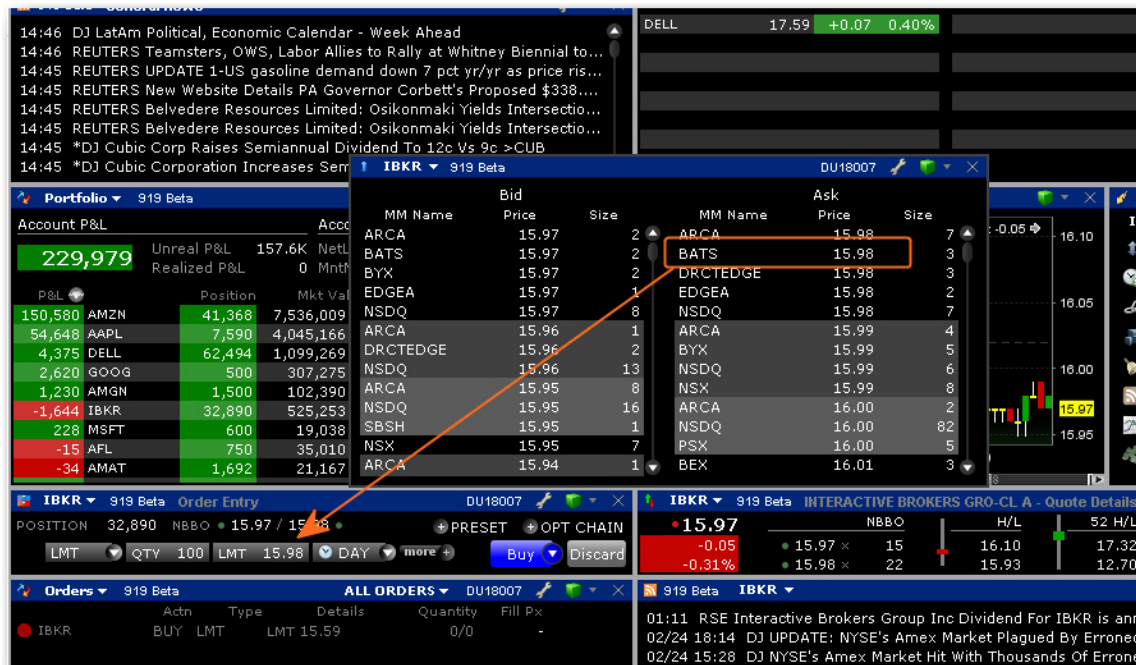 14:46 DJ LatAm Political, Economic Calendar - Week Ahead
14:46 REUTERS Teamsters, OWS, Labor Allies to Rally at Whitney Biennial to...
14:45 REUTERS UPDATE 1-US gasoline demand down 7 pct yr/yr as price ris...
14:45 REUTERS New Website Details PA Governor Corbett's Proposed $338....
14:45 REUTERS Belvedere Resources Limited: Osikonmaki Yields Intersectio...
14:45 REUTERS Belvedere Resources Limited: Osikonmaki Yields Intersectio...
14:45 *DJ Cubic Corp Raises Semiannual Dividend To 12c Vs 9c >CUB
14:45 *DJ Cubic Corporation Increases Sem
DELL 17.59 +0.07 0.40%
IBKR 919 Beta DU18007
Bid Ask
MM Name Price Size MM Name Price Size
ARCA 15.97 2 ARCA 15.98 7
BATS 15.97 2 BATS 15.98 3
BYX 15.97 2 DRCTEDGE 15.98 3
EDGEA 15.97 1 EDGEA 15.98 2
NSDQ 15.97 8 NSDQ 15.98 7
ARCA 15.96 1 ARCA 15.99 4
DRCTEDGE 15.96 2 BYX 15.99 5
NSDQ 15.96 13 NSDQ 15.99 6
ARCA 15.95 8 NSX 15.99 8
NSDQ 15.95 16 ARCA 16.00 2
SBSH 15.95 1 NSDQ 16.00 82
NSX 15.95 7 PSX 16.00 5
ARCA 15.94 1 BEX 16.01 3
Portfolio 919 Beta
Account P&L Acco
229,979 Unreal P&L 157.6K NetL
Realized P&L 0 MntM
P&L Position Mkt Val
150,580 AMZN 41,368 7,536,009
54,648 AAPL 7,590 4,045,166
4,375 DELL 62,494 1,099,269
2,620 GOOG 500 307,275
1,230 AMGN 1,500 102,390
-1,644 IBKR 32,890 525,253
228 MSFT 600 19,038
-15 AFL 750 35,010
-34 AMAT 1,692 21,167
-0.05
16.10
16.05
16.00
15.97
15.95
IBKR 919 Beta Order Entry DU18007
POSITION 32,890 NBBO 15.97 / 15.98 PRESET OPT CHAIN
LMT QTY 100 LMT 15.98 DAY more Buy Discard
IBKR 919 Beta INTERACTIVE BROKERS GRO-CL A - Quote Details
15.97 NBBO H/L 52 H/L
-0.05 15.97 × 15 16.10 17.32
-0.31% 15.98 × 22 15.93 12.70
Orders 919 Beta ALL ORDERS DU18007
Actn Type Details Quantity Fill Px
IBKR BUY LMT LMT 15.59 0/0 -
919 Beta IBKR
01:11 RSE Interactive Brokers Group Inc Dividend For IBKR is ann
02/24 18:14 DJ UPDATE: NYSE's Amex Market Plagued By Erroned
02/24 15:28 DJ NYSE's Amex Market Hit With Thousands Of Errone